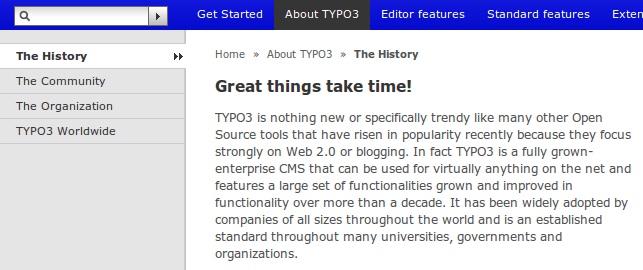 Get Started About TYPO3 Editor features Standard features Exten
The History
The Community
The Organization
TYPO3 Worldwide
Home » About TYPO3 » The History
Great things take time!
TYPO3 is nothing new or specifically trendy like many other Open
Source tools that have risen in popularity recently because they focus
strongly on Web 2.0 or blogging. In fact TYPO3 is a fully grown-
enterprise CMS that can be used for virtually anything on the net and
features a large set of functionalities grown and improved in
functionality over more than a decade. It has been widely adopted by
companies of all sizes throughout the world and is an established
standard throughout many universities, governments and
organizations.